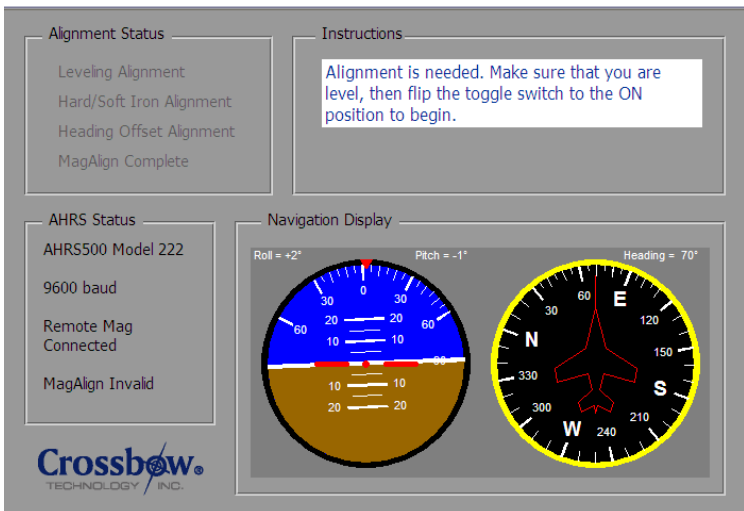 Alignment Status
Leveling Alignment
Hard/Soft Iron Alignment
Heading Offset Alignment
MagAlign Complete
Instructions
Alignment is needed. Make sure that you are
level, then flip the toggle switch to the ON
position to begin.
AHRS Status
AHRS500 Model 222
9600 baud
Remote Mag
Connected
MagAlign Invalid
Navigation Display
Roll = +2°
Pitch = -1°
30 0 30
60 20 20 60
10 10
90
10 10
20 20
Heading = 70°
60 E
30 120
N 150
330 S
300 210
W 240
Crossbow®
TECHNOLOGY INC.